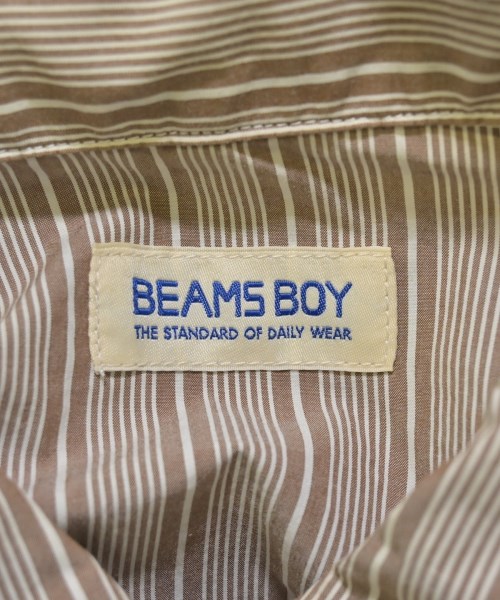 BEAMS BOY
THE STANDARD OF DAILY WEAR